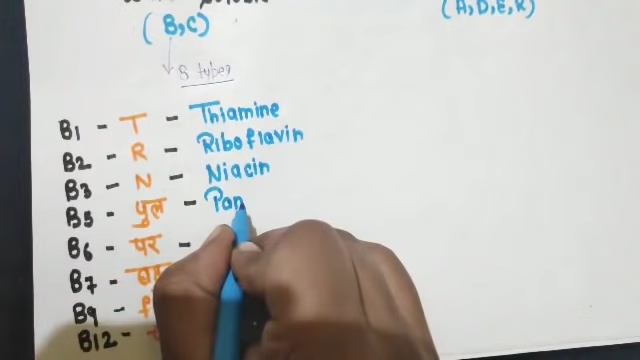 (B,C)
(A,D,E,K)
8 types
B1 - T - Thiamine
B2 - R - Riboflavin
B3 - N - Niacin
B5 - पुल - Pan
B6 - पर -
B7 -
B9 -
B12 -